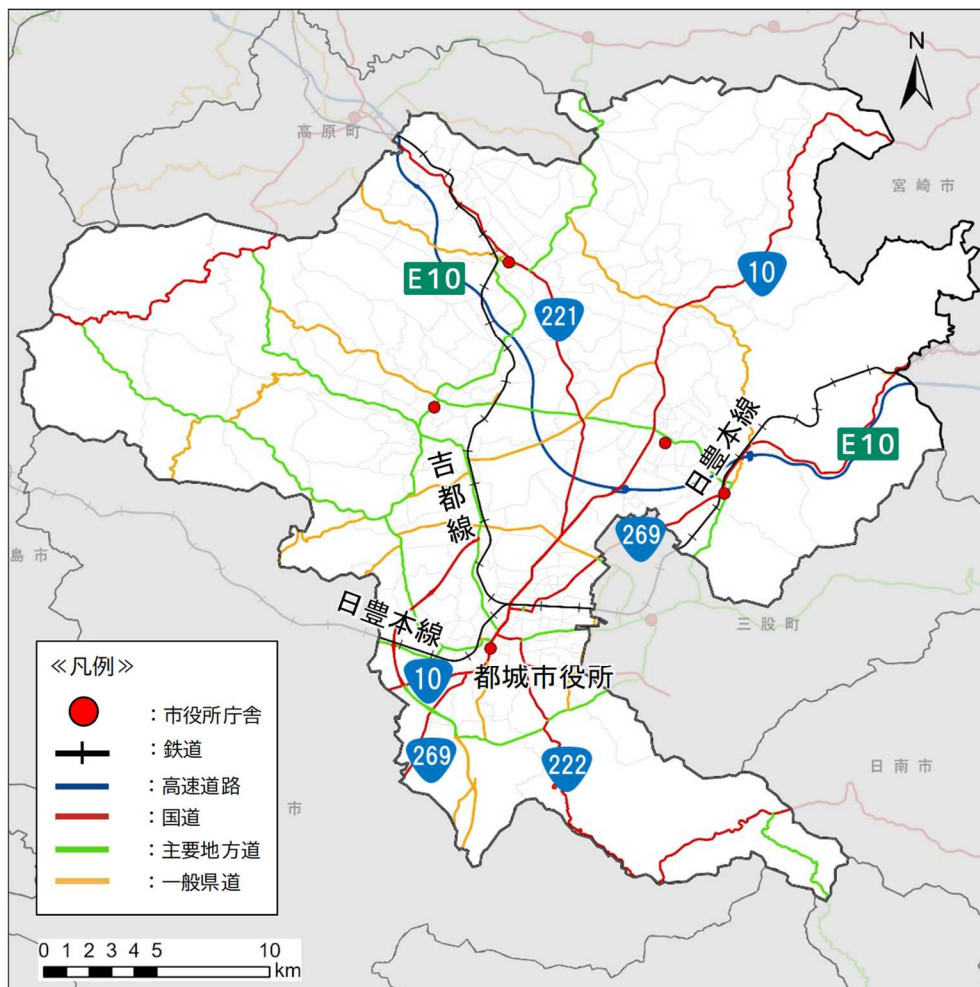 N
高原町
宮崎市
E10
10
221
日豊本線
E10
吉都線
269
島市
日豊本線
三股町
都城市役所
10
269
222
日南市
市
≪凡例≫
：市役所庁舎
：鉄道
：高速道路
：国道
：主要地方道
：一般県道
0 1 2 3 4 5 10
km